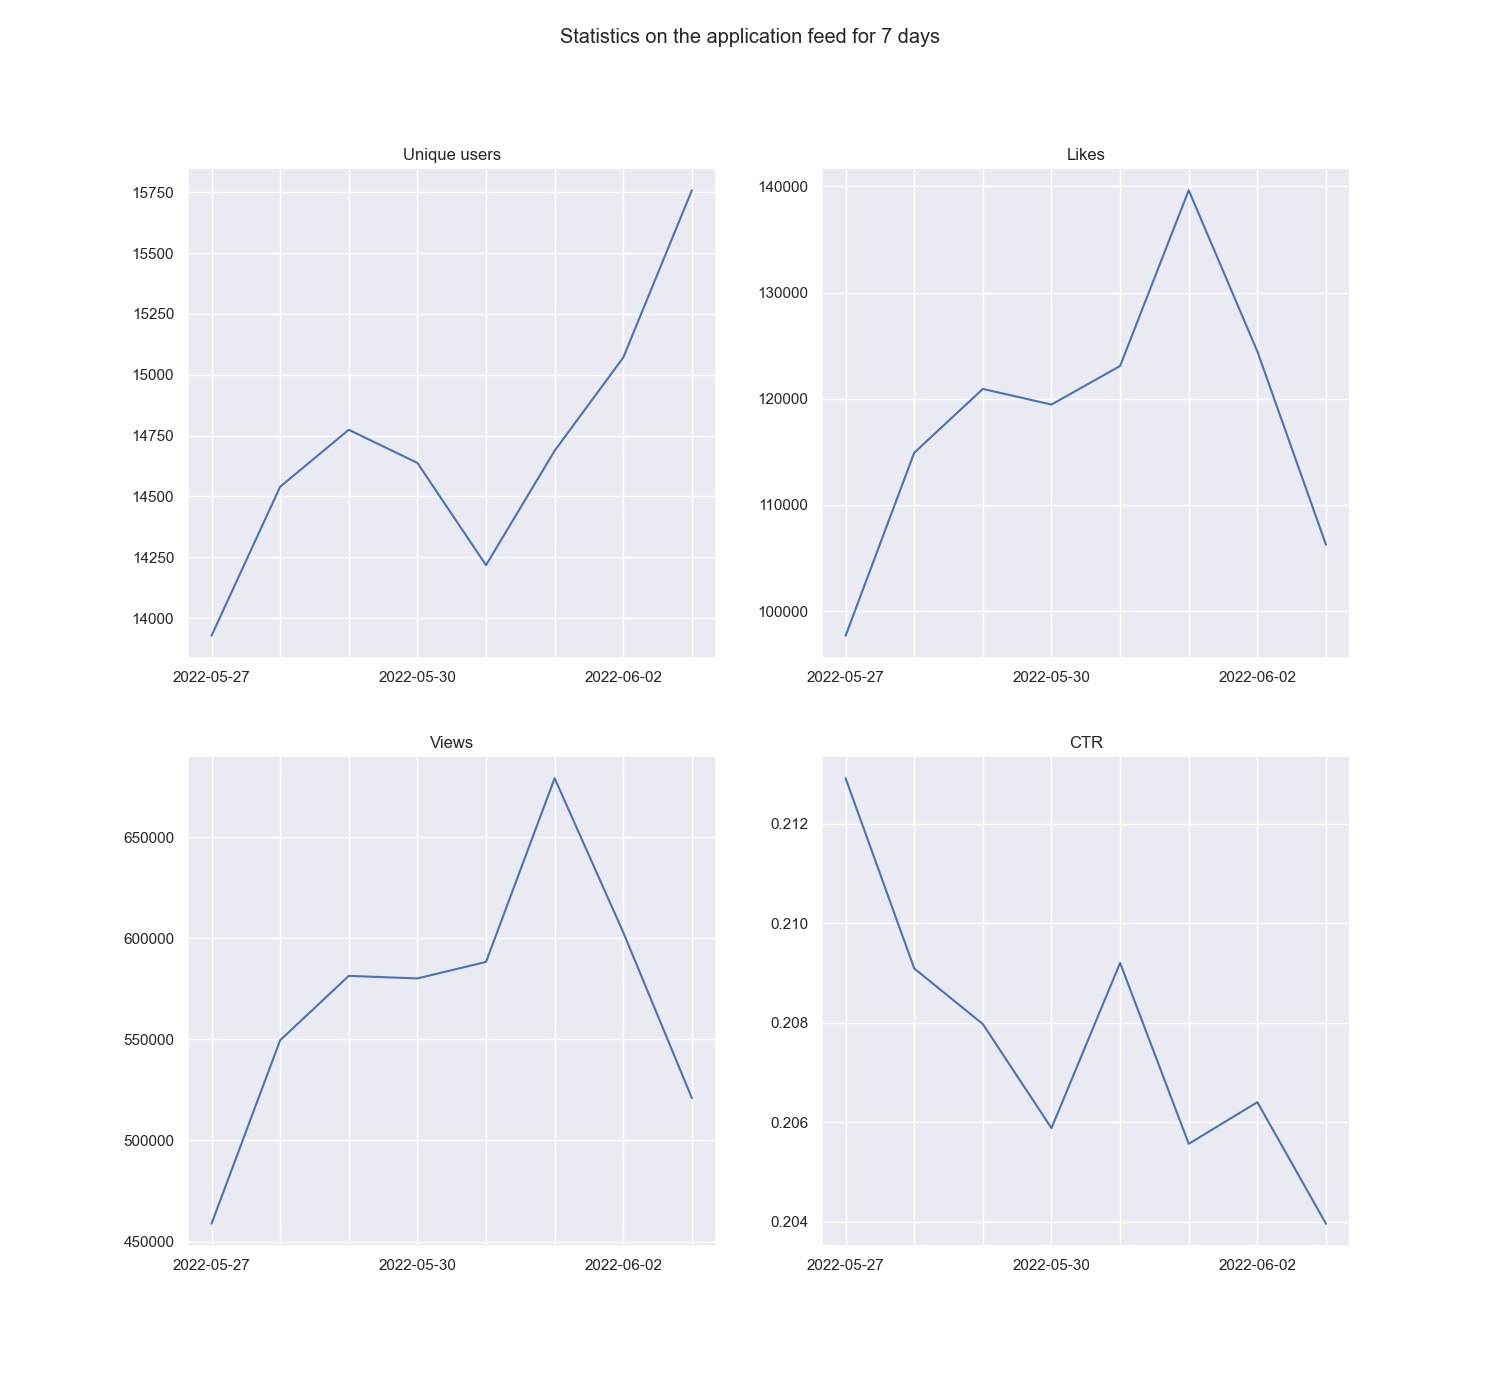 Statistics on the application feed for 7 days
Unique users
15750
15500
15250
15000
14750
14500
14250
14000
2022-05-27 2022-05-30 2022-06-02
Likes
140000
130000
120000
110000
100000
2022-05-27 2022-05-30 2022-06-02
Views
650000
600000
550000
500000
450000
2022-05-27 2022-05-30 2022-06-02
CTR
0.212
0.210
0.208
0.206
0.204
2022-05-27 2022-05-30 2022-06-02